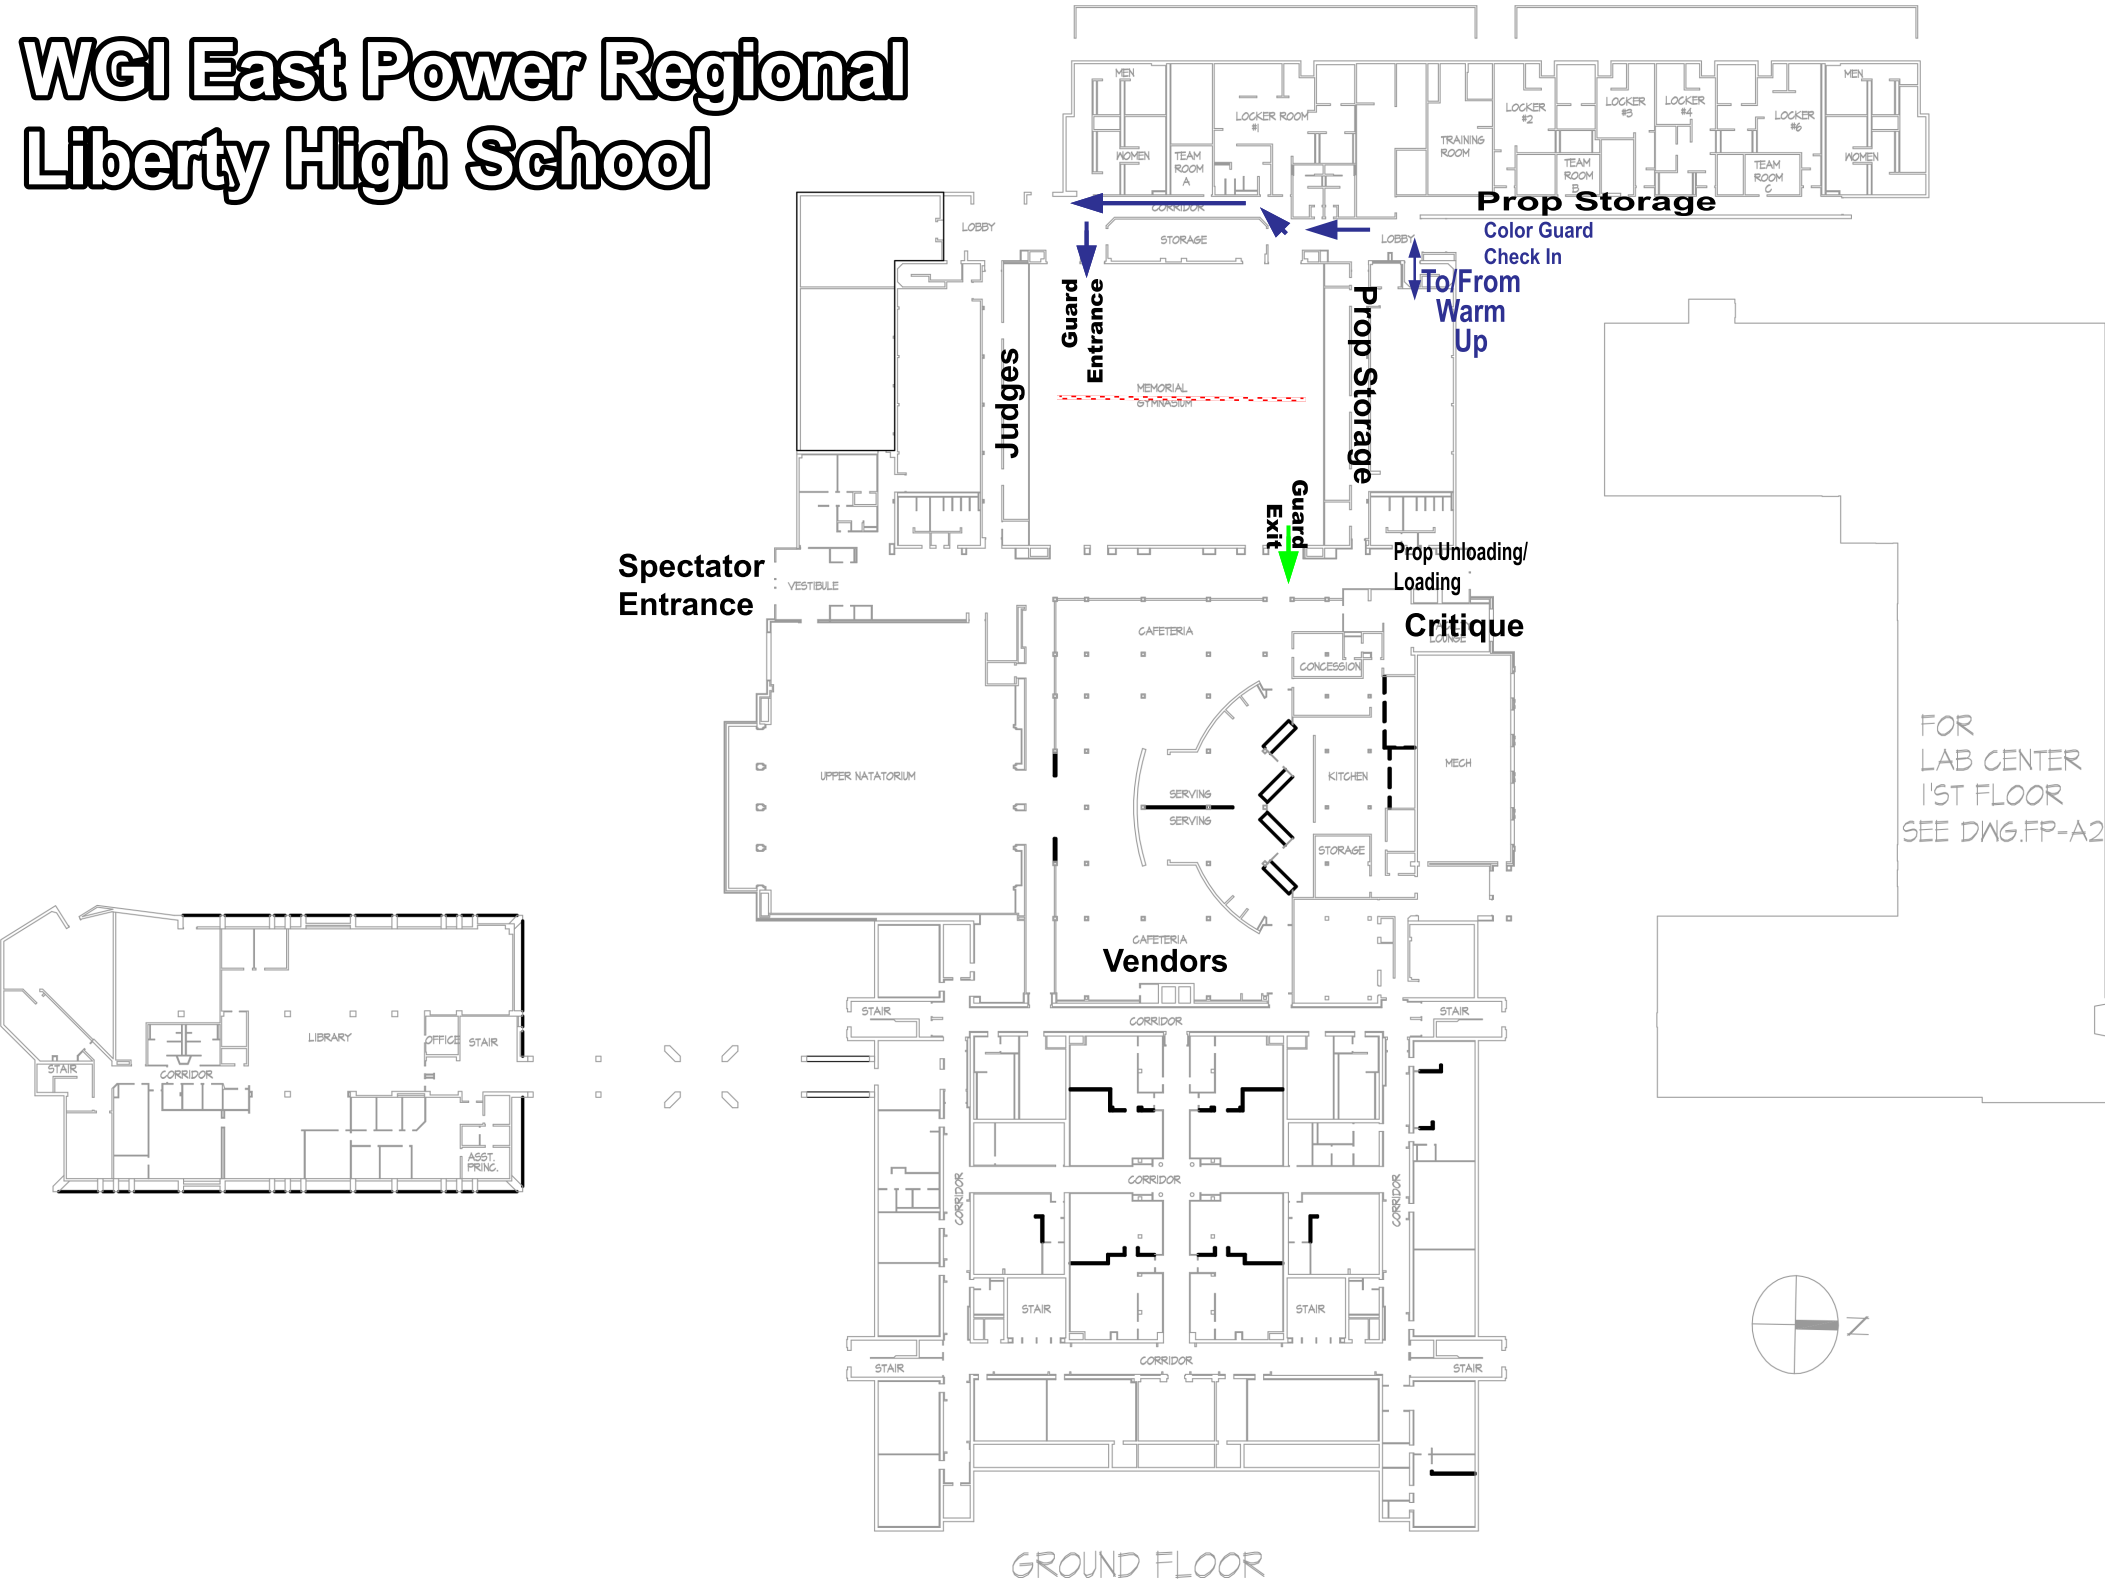 WGI East Power Regional
Liberty High School
MEN
WOMEN
TEAM
ROOM
A
LOCKER ROOM
#1
TRAINING
ROOM
LOCKER
#2
TEAM
ROOM
B
LOCKER
#3
LOCKER
#4
TEAM
ROOM
C
LOCKER
#6
MEN
WOMEN
CORRIDOR
Prop Storage
LOBBY
STORAGE
LOBBY
Color Guard
Check In
To/From
Warm
Up
Guard
Entrance
Judges
Prop Storage
MEMORIAL
GYMNASIUM
Guard
Exit
Spectator
Entrance
VESTIBULE
Prop Unloading/
Loading
Critique
LOUNGE
CAFETERIA
CONCESSION
UPPER NATATORIUM
SERVING
SERVING
KITCHEN
MECH
STORAGE
FOR
LAB CENTER
1'ST FLOOR
SEE DWG.FP-A2
CAFETERIA
Vendors
STAIR
CORRIDOR
STAIR
LIBRARY
OFFICE
STAIR
STAIR
CORRIDOR
ASST.
PRINC.
CORRIDOR
CORRIDOR
CORRIDOR
STAIR
STAIR
STAIR
CORRIDOR
STAIR
N
GROUND FLOOR